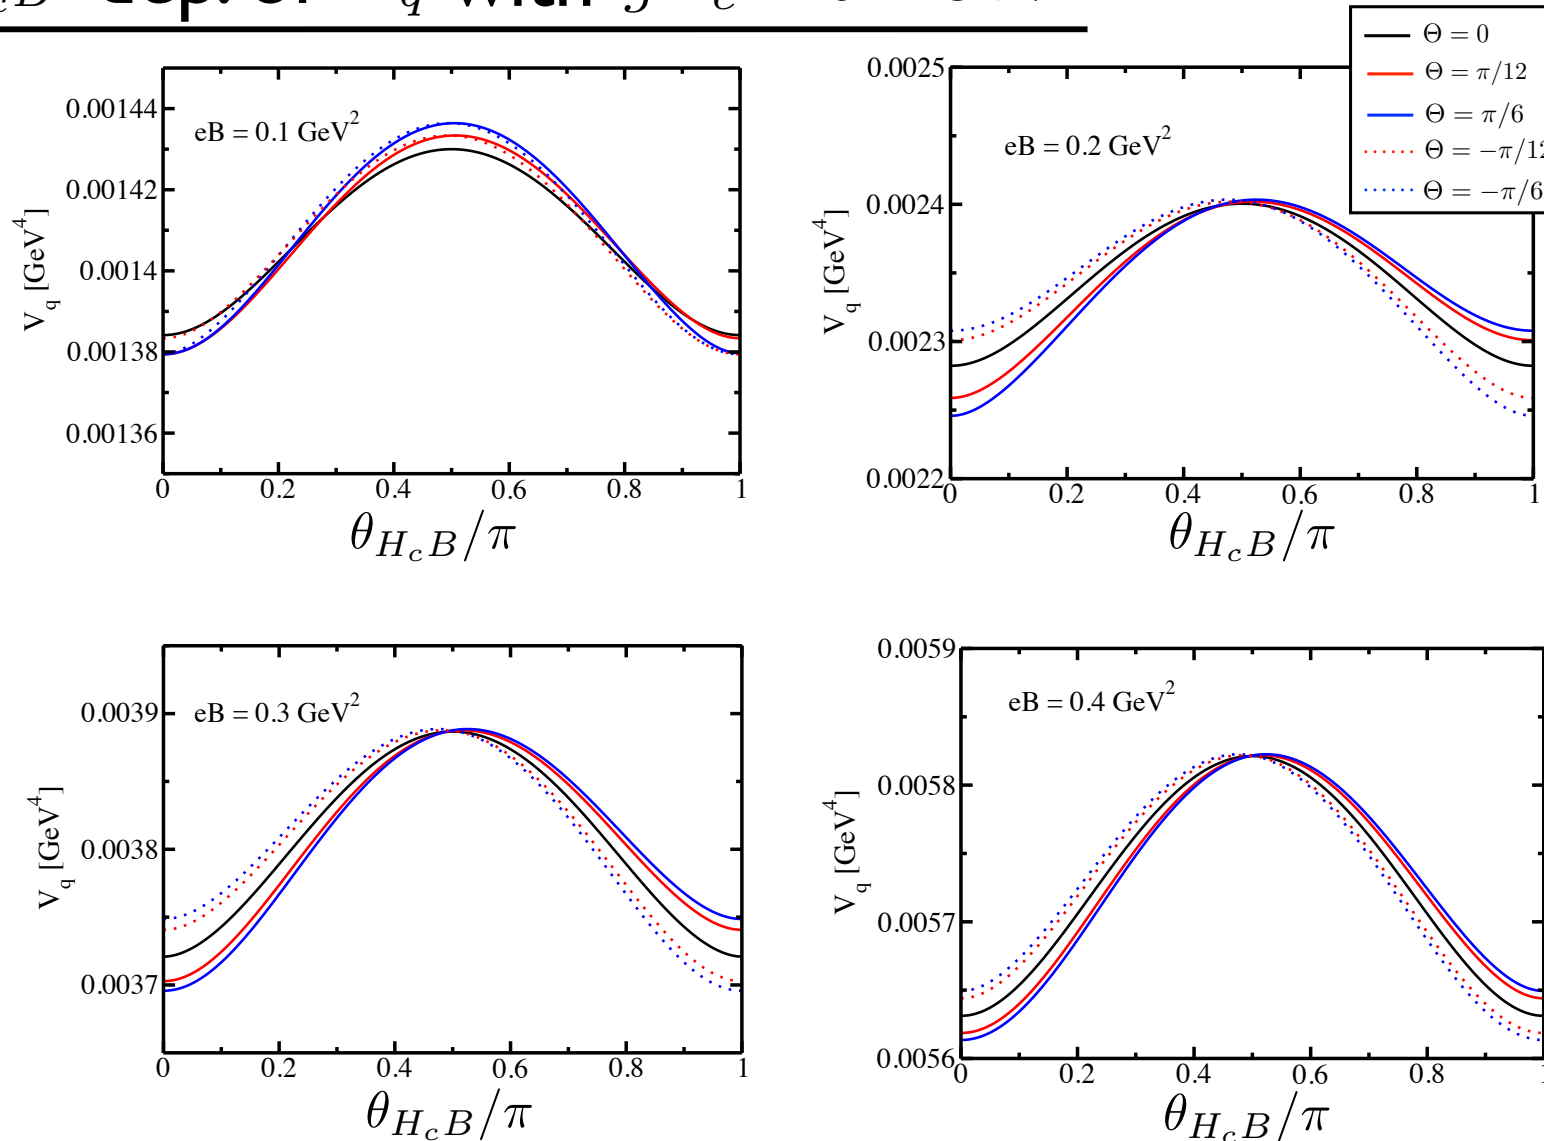 dep. of with
Θ = 0
Θ = π/12
Θ = π/6
Θ = −π/12
Θ = −π/6
eB = 0.1 GeV²
V_q [GeV⁴]
0.00144
0.00142
0.0014
0.00138
0.00136
0 0.2 0.4 0.6 0.8 1
θ_{H_cB}/π
eB = 0.2 GeV²
V_q [GeV⁴]
0.0025
0.0024
0.0023
0.0022
0 0.2 0.4 0.6 0.8 1
θ_{H_cB}/π
eB = 0.3 GeV²
V_q [GeV⁴]
0.0039
0.0038
0.0037
0 0.2 0.4 0.6 0.8 1
θ_{H_cB}/π
eB = 0.4 GeV²
V_q [GeV⁴]
0.0059
0.0058
0.0057
0.0056
0 0.2 0.4 0.6 0.8 1
θ_{H_cB}/π